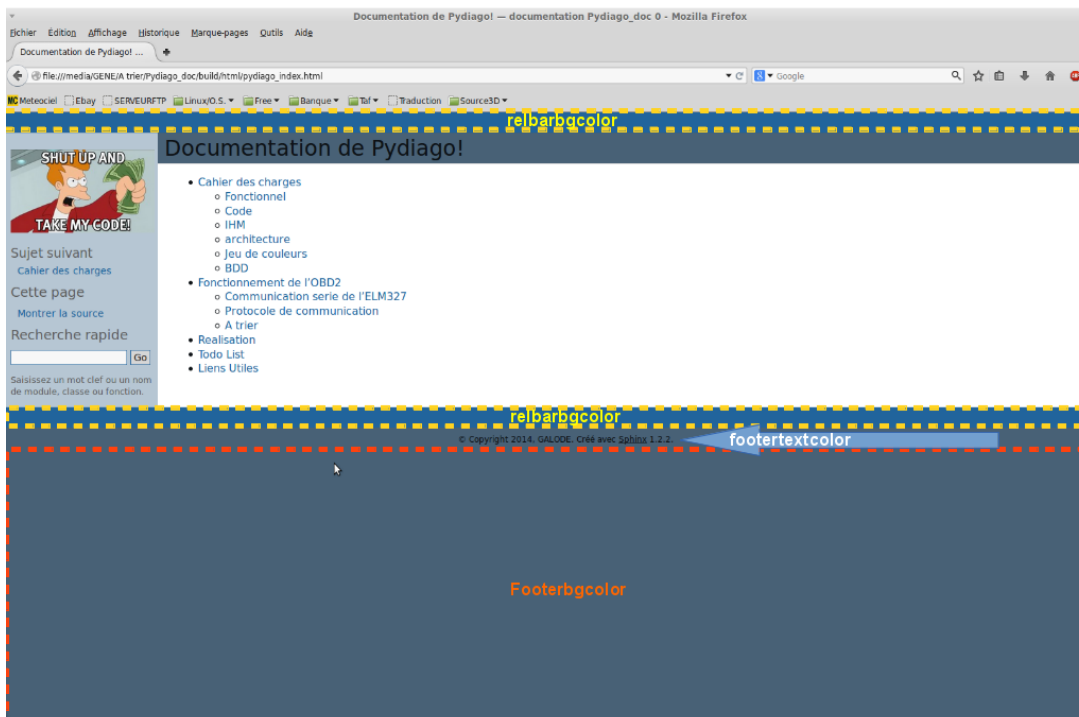 Documentation de Pydiago! — documentation Pydiago_doc 0 - Mozilla Firefox
Fichier Édition Affichage Historique Marque-pages Outils Aide
Documentation de Pydiago! ...
file:///media/GENE/A trier/Pydiago_doc/build/html/pydiago_index.html
Google
Meteociel Ebay SERVEURFTP Linux/O.S. Free Banque Taf Traduction Source3D
relbarbgcolor
Documentation de Pydiago!
SHUT UP AND
TAKE MY CODE!
Sujet suivant
Cahier des charges
Cette page
Montrer la source
Recherche rapide
Go
Saisissez un mot clef ou un nom
de module, classe ou fonction.
Cahier des charges
Fonctionnel
Code
IHM
architecture
Jeu de couleurs
BDD
Fonctionnement de l'OBD2
Communication serie de l'ELM327
Protocole de communication
A trier
Realisation
Todo List
Liens Utiles
relbarbgcolor
© Copyright 2014, GALODE. Créé avec Sphinx 1.2.2.
footertextcolor
Footerbgcolor